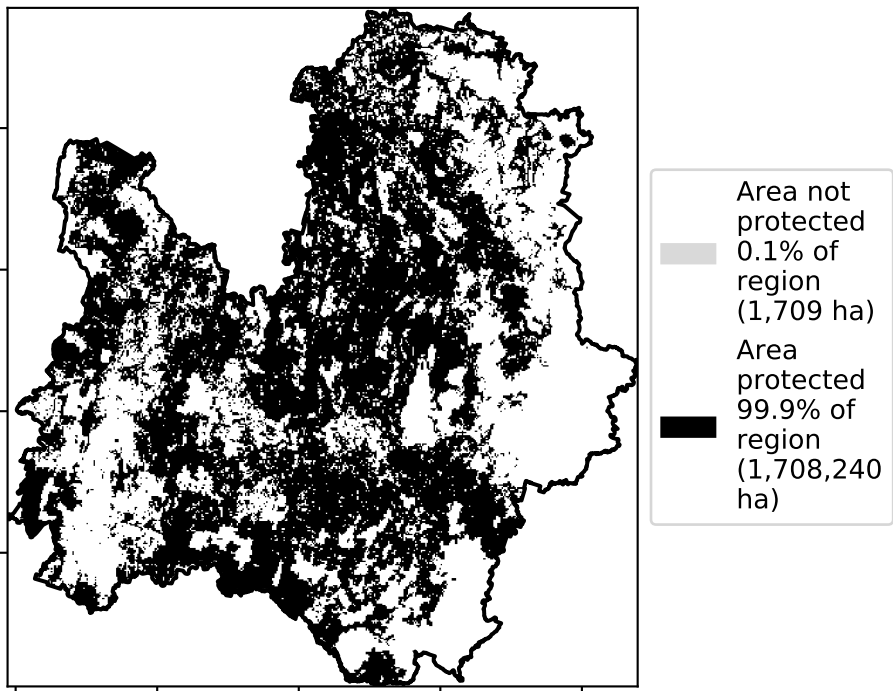 Area not
protected
0.1% of
region
(1,709 ha)
Area
protected
99.9% of
region
(1,708,240
ha)